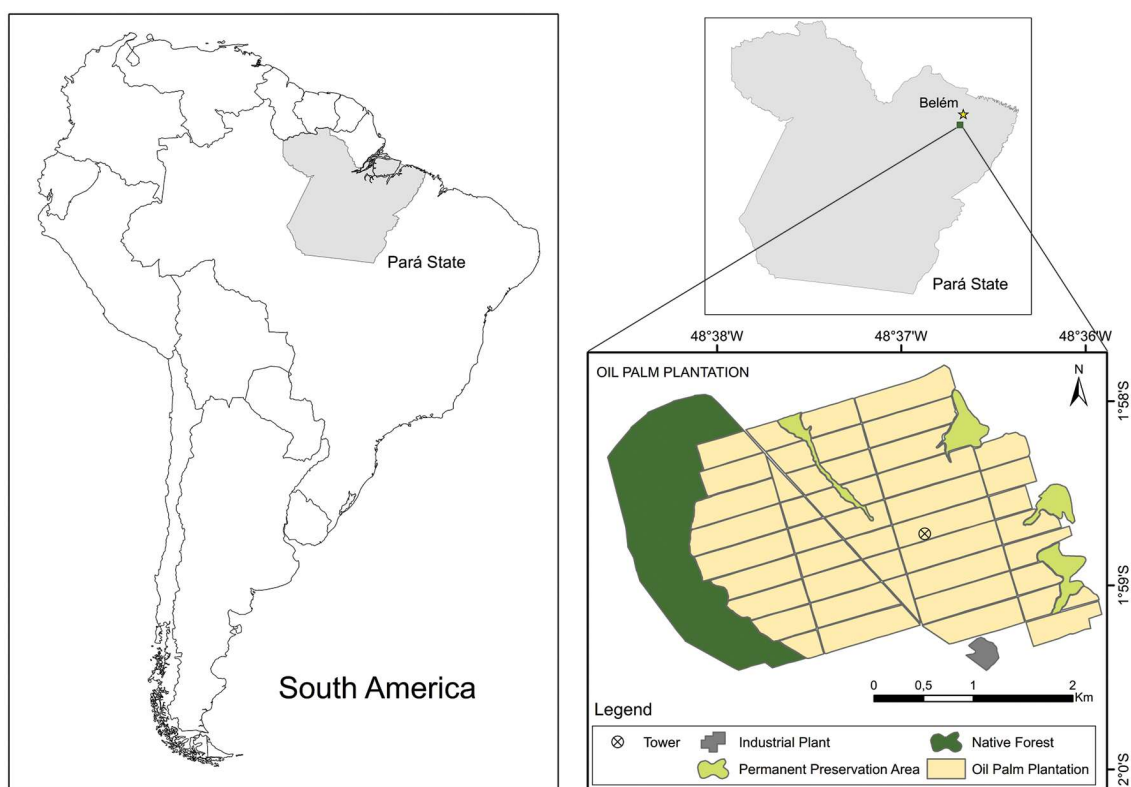 Pará State
South America
Belém
Pará State
48°38'W 48°37'W 48°36'W
OIL PALM PLANTATION
N
1°58'S
1°59'S
2°0'S
0 0,5 1 2
Km
Legend
Tower Industrial Plant Native Forest
Permanent Preservation Area Oil Palm Plantation